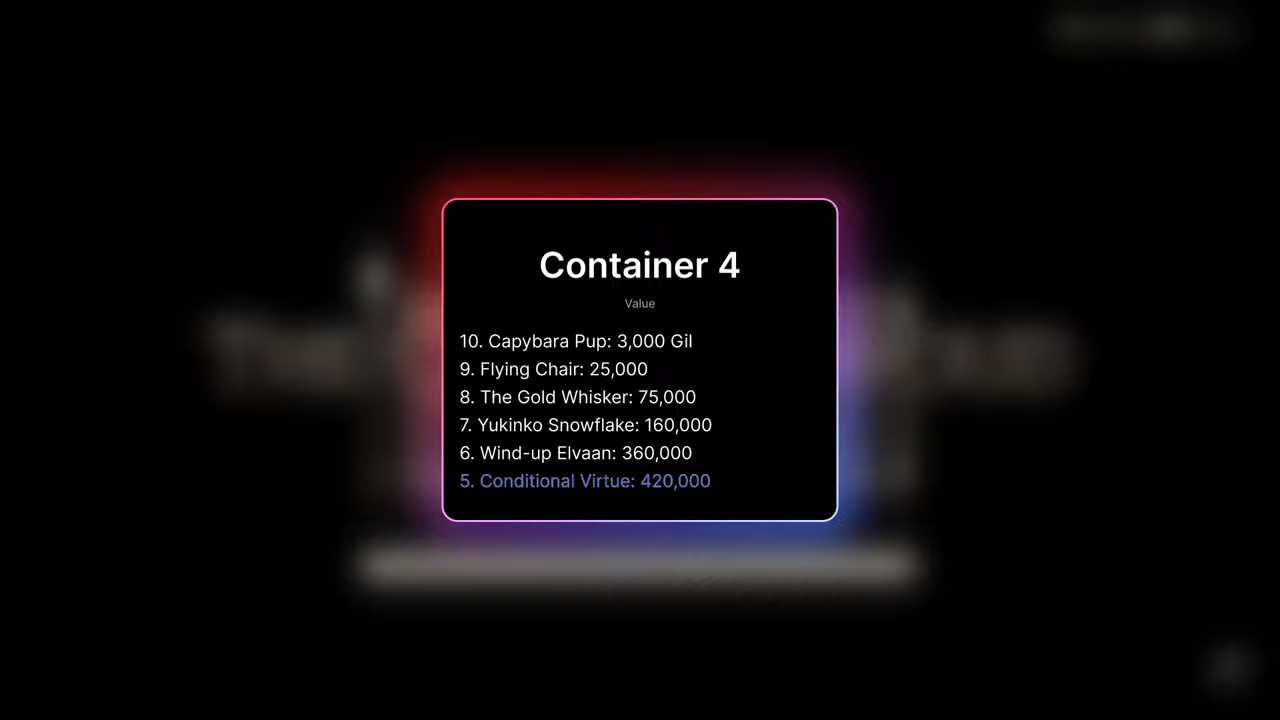 Container 4
Value
10. Capybara Pup: 3,000 Gil
9. Flying Chair: 25,000
8. The Gold Whisker: 75,000
7. Yukinko Snowflake: 160,000
6. Wind-up Elvaan: 360,000
5. Conditional Virtue: 420,000